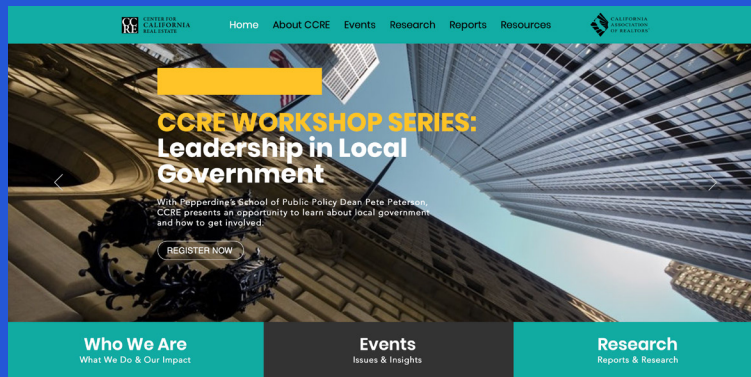 CCRE
CENTER FOR
CALIFORNIA
REAL ESTATE
Home About CCRE Events Research Reports Resources
CALIFORNIA
ASSOCIATION
OF REALTORS®
CCRE WORKSHOP SERIES:
Leadership in Local
Government
With Pepperdine's School of Public Policy Dean Pete Peterson,
CCRE presents an opportunity to learn about local government
and how to get involved.
REGISTER NOW
Who We Are
What We Do & Our Impact
Events
Issues & Insights
Research
Reports & Research